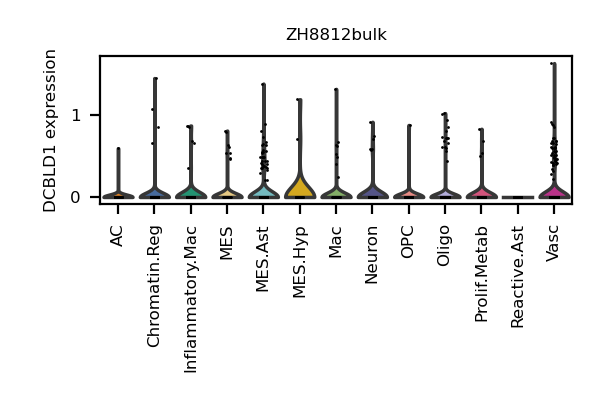 ZH8812bulk
DCBLD1 expression
1
0
AC
Chromatin.Reg
Inflammatory.Mac
MES
MES.Ast
MES.Hyp
Mac
Neuron
OPC
Oligo
Prolif.Metab
Reactive.Ast
Vasc